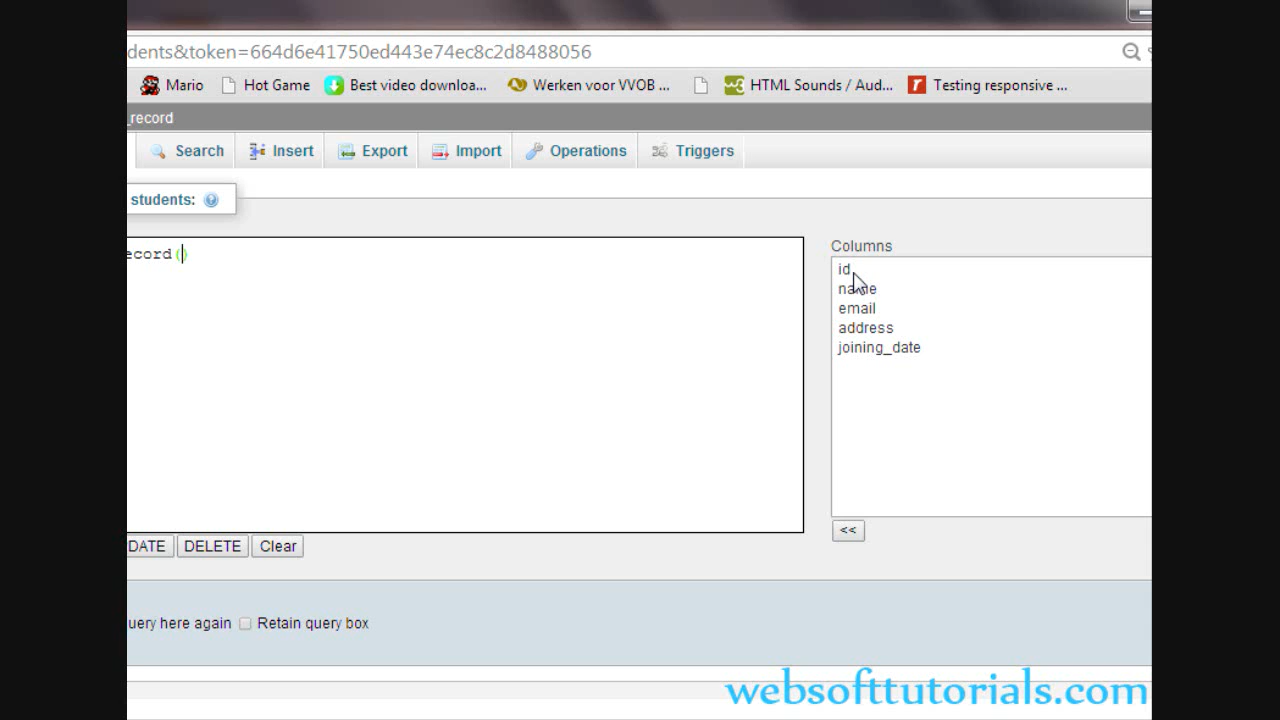 dents&token=664d6e41750ed443e74ec8c2d8488056
Mario Hot Game Best video downloa... Werken voor VVOB ... HTML Sounds / Aud... Testing responsive ...
_record
Search Insert Export Import Operations Triggers
students:
ecord()
Columns
id
name
email
address
joining_date
<<
DATE DELETE Clear
uery here again Retain query box
websofttutorials.com